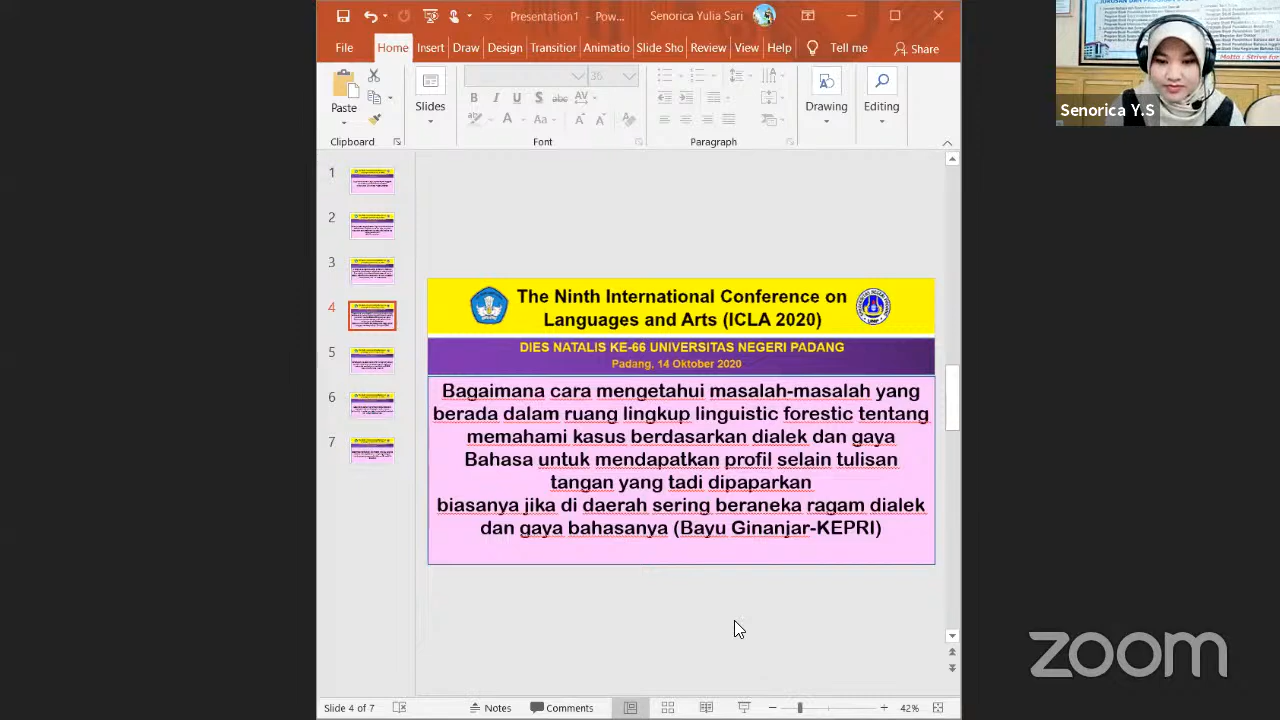 Presentation1 - Pow...
Senorica Yulia Sari
File
Home
Insert
Draw
Animatio
Slide Sho
Review
View
Help
Tell me
Share
Paste
Slides
Drawing
Editing
Clipboard
Font
Paragraph
36
1
2
3
4
5
6
7
The Ninth International Conference on
Languages and Arts (ICLA 2020)
DIES NATALIS KE-66 UNIVERSITAS NEGERI PADANG
Padang, 14 Oktober 2020
Bagaimana cara mengetahui masalah-masalah yang
berada dalam ruang lingkup linguistic forestic tentang
memahami kasus berdasarkan dialek dan gaya
Bahasa untuk mendapatkan profil selain tulisan
tangan yang tadi dipaparkan
biasanya jika di daerah sering beraneka ragam dialek
dan gaya bahasanya (Bayu Ginanjar-KEPRI)
Slide 4 of 7
Notes
Comments
42%
Senorica Y.S
zoom